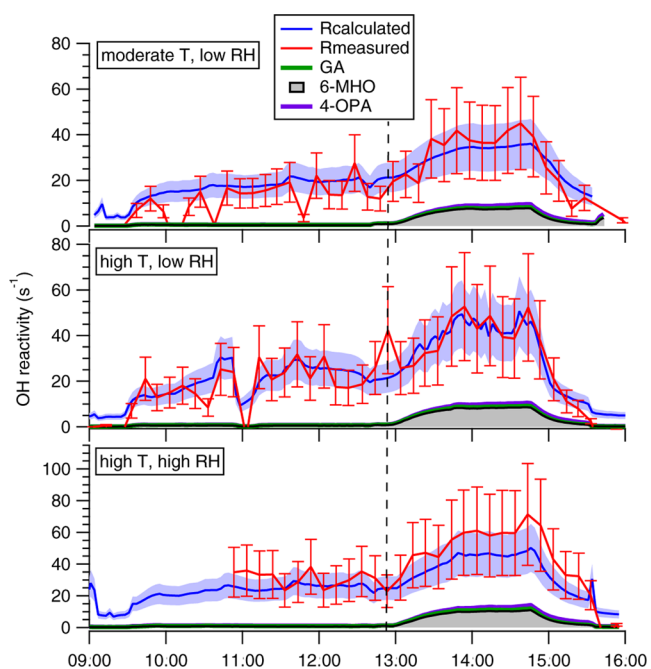 Rcalculated
Rmeasured
GA
6-MHO
4-OPA
moderate T, low RH
80
60
40
20
0
high T, low RH
80
60
40
20
0
OH reactivity (s⁻¹)
high T, high RH
100
80
60
40
20
0
09:00 10:00 11:00 12:00 13:00 14:00 15:00 16:00